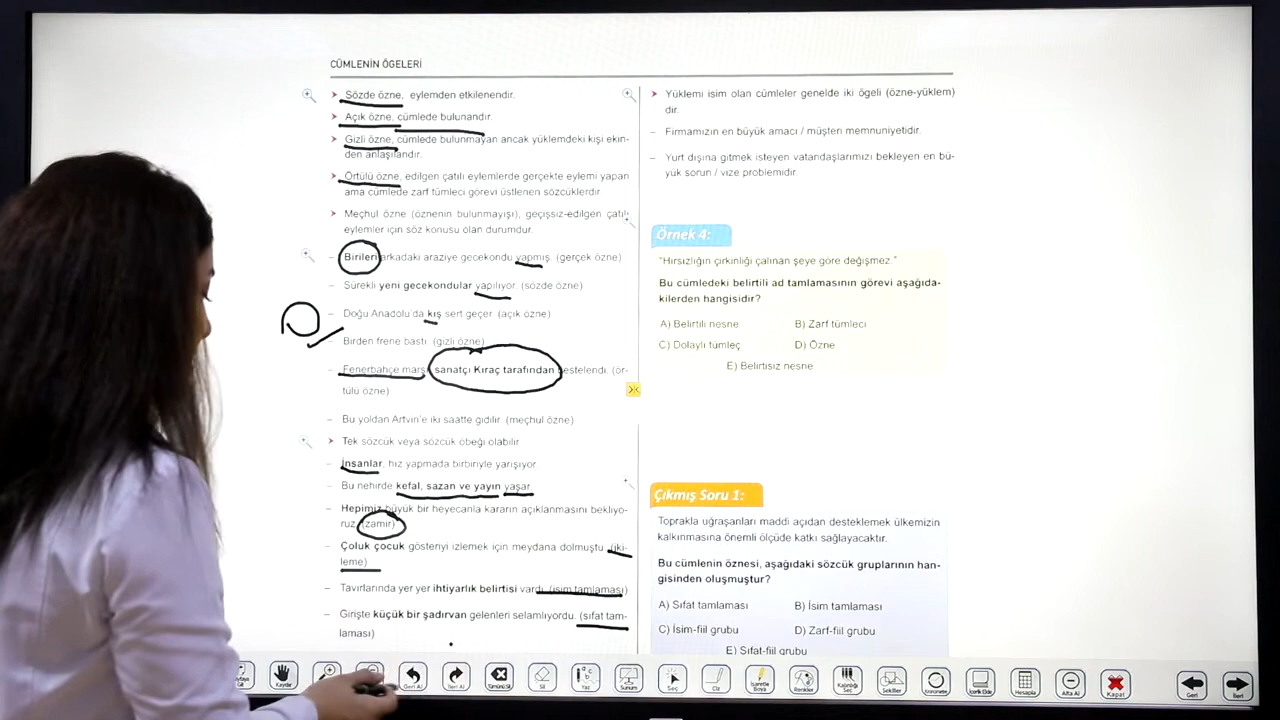 CÜMLENİN ÖGELERİ
➤ Sözde özne, eylemden etkilenendir.
➤ Açık özne, cümlede bulunandır.
➤ Gizli özne, cümlede bulunmayan ancak yüklemdeki kişi ekin-
den anlaşılandır.
➤ Örtülü özne, edilgen çatılı eylemlerde gerçekte eylemi yapan
ama cümlede zarf tümleci görevi üstlenen sözcüklerdir
➤ Meçhul özne (öznenin bulunmayışı), geçişsiz-edilgen çatılı
eylemler için söz konusu olan durumdur.
– Birileri arkadaki araziye gecekondu yapmış. (gerçek özne)
– Sürekli yeni gecekondular yapılıyor. (sözde özne)
– Doğu Anadolu'da kış sert geçer. (açık özne)
– Birden frene bastı. (gizli özne)
– Fenerbahçe marşı sanatçı Kıraç tarafından bestelendi. (ör-
tülü özne)
– Bu yoldan Artvin'e iki saatte gidilir. (meçhul özne)
➤ Tek sözcük veya sözcük öbeği olabilir
– İnsanlar, hız yapmada birbiriyle yarışıyor.
– Bu nehirde kefal, sazan ve yayın yaşar.
– Hepimiz büyük bir heyecanla kararın açıklanmasını bekliyo-
ruz. (zamir)
– Çoluk çocuk gösteriyi izlemek için meydana dolmuştu. (iki-
leme)
– Tavırlarında yer yer ihtiyarlık belirtisi vardı. (isim tamlaması)
– Girişte küçük bir şadırvan gelenleri selamlıyordu. (sıfat tam-
laması)
➤ Yüklemi isim olan cümleler genelde iki ögeli (özne-yüklem)
dir.
– Firmamızın en büyük amacı / müşteri memnuniyetidir.
– Yurt dışına gitmek isteyen vatandaşlarımızı bekleyen en bü-
yük sorun / vize problemidir.
Örnek 4:
"Hırsızlığın çirkinliği çalınan şeye göre değişmez."
Bu cümledeki belirtili ad tamlamasının görevi aşağıda-
kilerden hangisidir?
A) Belirtili nesne B) Zarf tümleci
C) Dolaylı tümleç D) Özne
E) Belirtisiz nesne
Çıkmış Soru 1:
Toprakla uğraşanları maddi açıdan desteklemek ülkemizin
kalkınmasına önemli ölçüde katkı sağlayacaktır.
Bu cümlenin öznesi, aşağıdaki sözcük gruplarının han-
gisinden oluşmuştur?
A) Sıfat tamlaması B) İsim tamlaması
C) İsim-fiil grubu D) Zarf-fiil grubu
E) Sıfat-fiil grubu
Kaydır Geri Al İleri Al Tümünü Sil Sil Yaz Sunum Seç Çiz İşaretle Boya Renkler Kalınlığı Seç Şekiller Kronometre İçerik Ekle Hesapla Alta Al Kapat Geri İleri